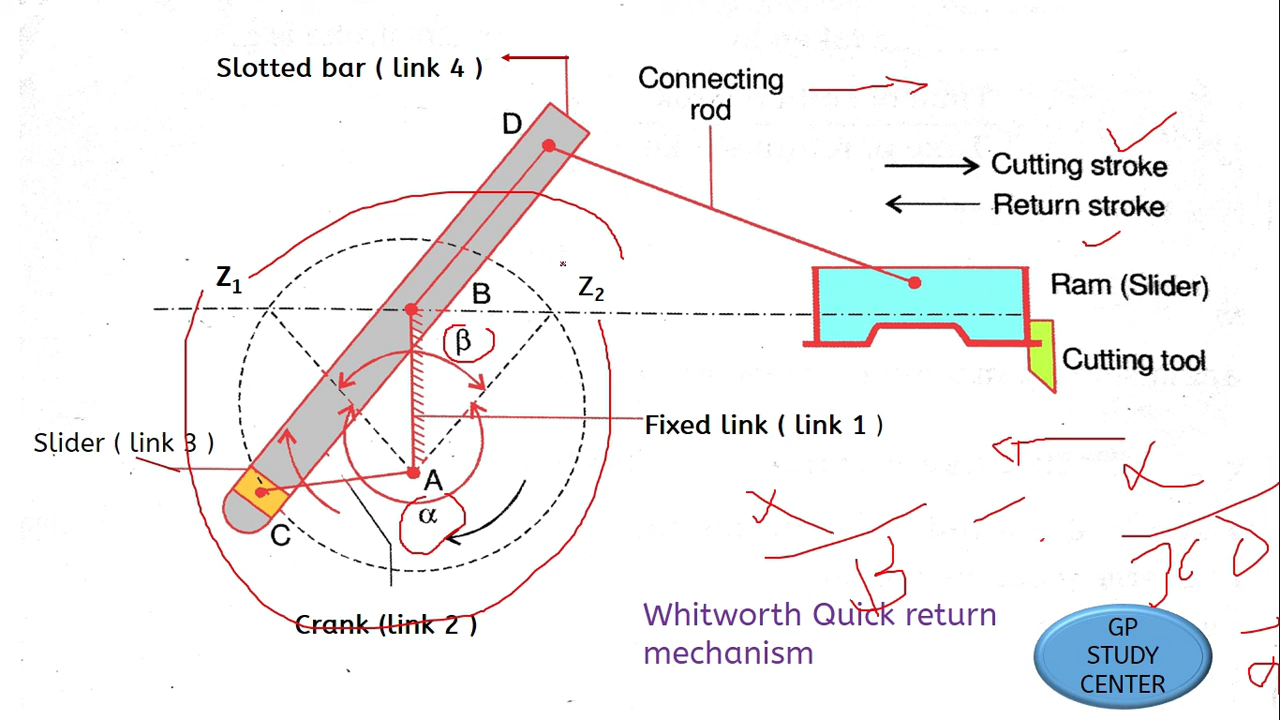 Slotted bar ( link 4 )
Connecting
rod
D
Cutting stroke
Return stroke
Z1
B
Z2
Ram (Slider)
β
Cutting tool
Fixed link ( link 1 )
Slider ( link 3 )
A
α
C
α
α
β
360
Crank (link 2 )
Whitworth Quick return
mechanism
GP
STUDY
CENTER